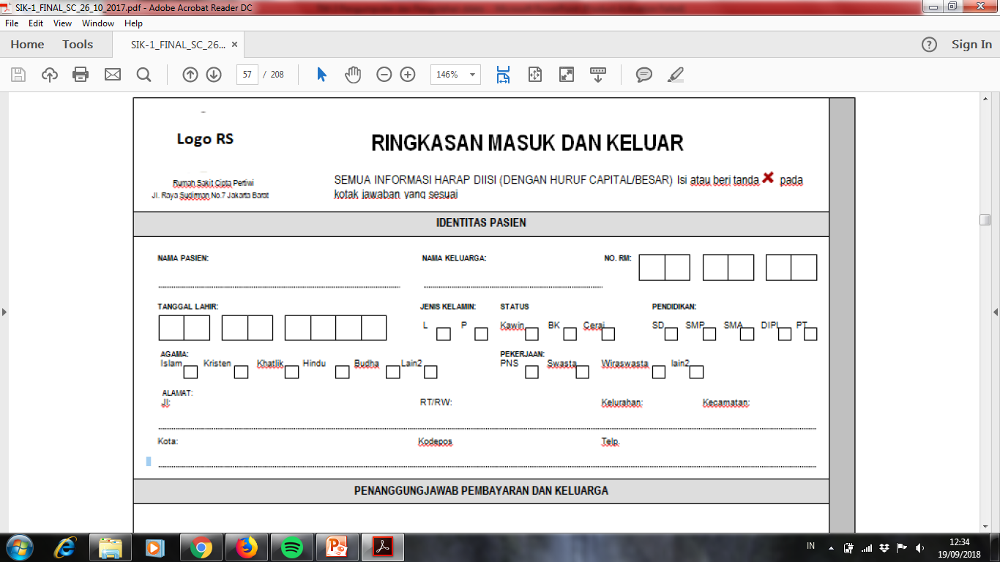 SIK-1_FINAL_SC_26_10_2017.pdf - Adobe Acrobat Reader DC
File Edit View Window Help
Home Tools SIK-1_FINAL_SC_26... × ? Sign In
57 / 208 146%
Logo RS
RINGKASAN MASUK DAN KELUAR
Rumah Sakit Cipta Pertiwi
Jl. Raya Sudirman No.7 Jakarta Barat
SEMUA INFORMASI HARAP DIISI (DENGAN HURUF CAPITAL/BESAR) Isi atau beri tanda ✖ pada
kotak jawaban yang sesuai
IDENTITAS PASIEN
NAMA PASIEN: NAMA KELUARGA: NO. RM:
TANGGAL LAHIR: JENIS KELAMIN: STATUS PENDIDIKAN:
L P Kawin BK Cerai SD SMP SMA DIPL PT
AGAMA: PEKERJAAN:
Islam Kristen Khatlik Hindu Budha Lain2 PNS Swasta Wiraswasta lain2
ALAMAT:
Jl: RT/RW: Kelurahan: Kecamatan:
Kota: Kodepos Telp.
PENANGGUNGJAWAB PEMBAYARAN DAN KELUARGA
IN 12:34
19/09/2018